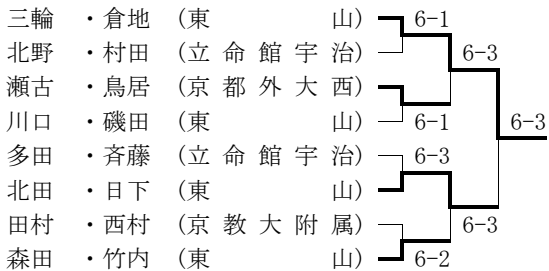 三輪 ・倉地 (東 山) 6-1
北野 ・村田 (立命館宇治) 6-3
瀬古 ・鳥居 (京都外大西)
川口 ・磯田 (東 山) 6-1 6-3
多田 ・斉藤 (立命館宇治) 6-3
北田 ・日下 (東 山)
田村 ・西村 (京教大附属) 6-3
森田 ・竹内 (東 山) 6-2